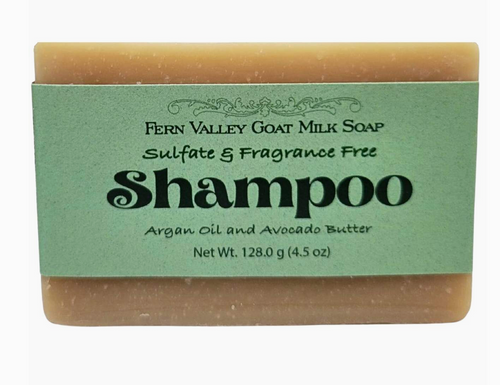 FERN VALLEY GOAT MILK SOAP
Sulfate & Fragrance Free
Shampoo
Argan Oil and Avocado Butter
Net Wt. 128.0 g (4.5 oz)